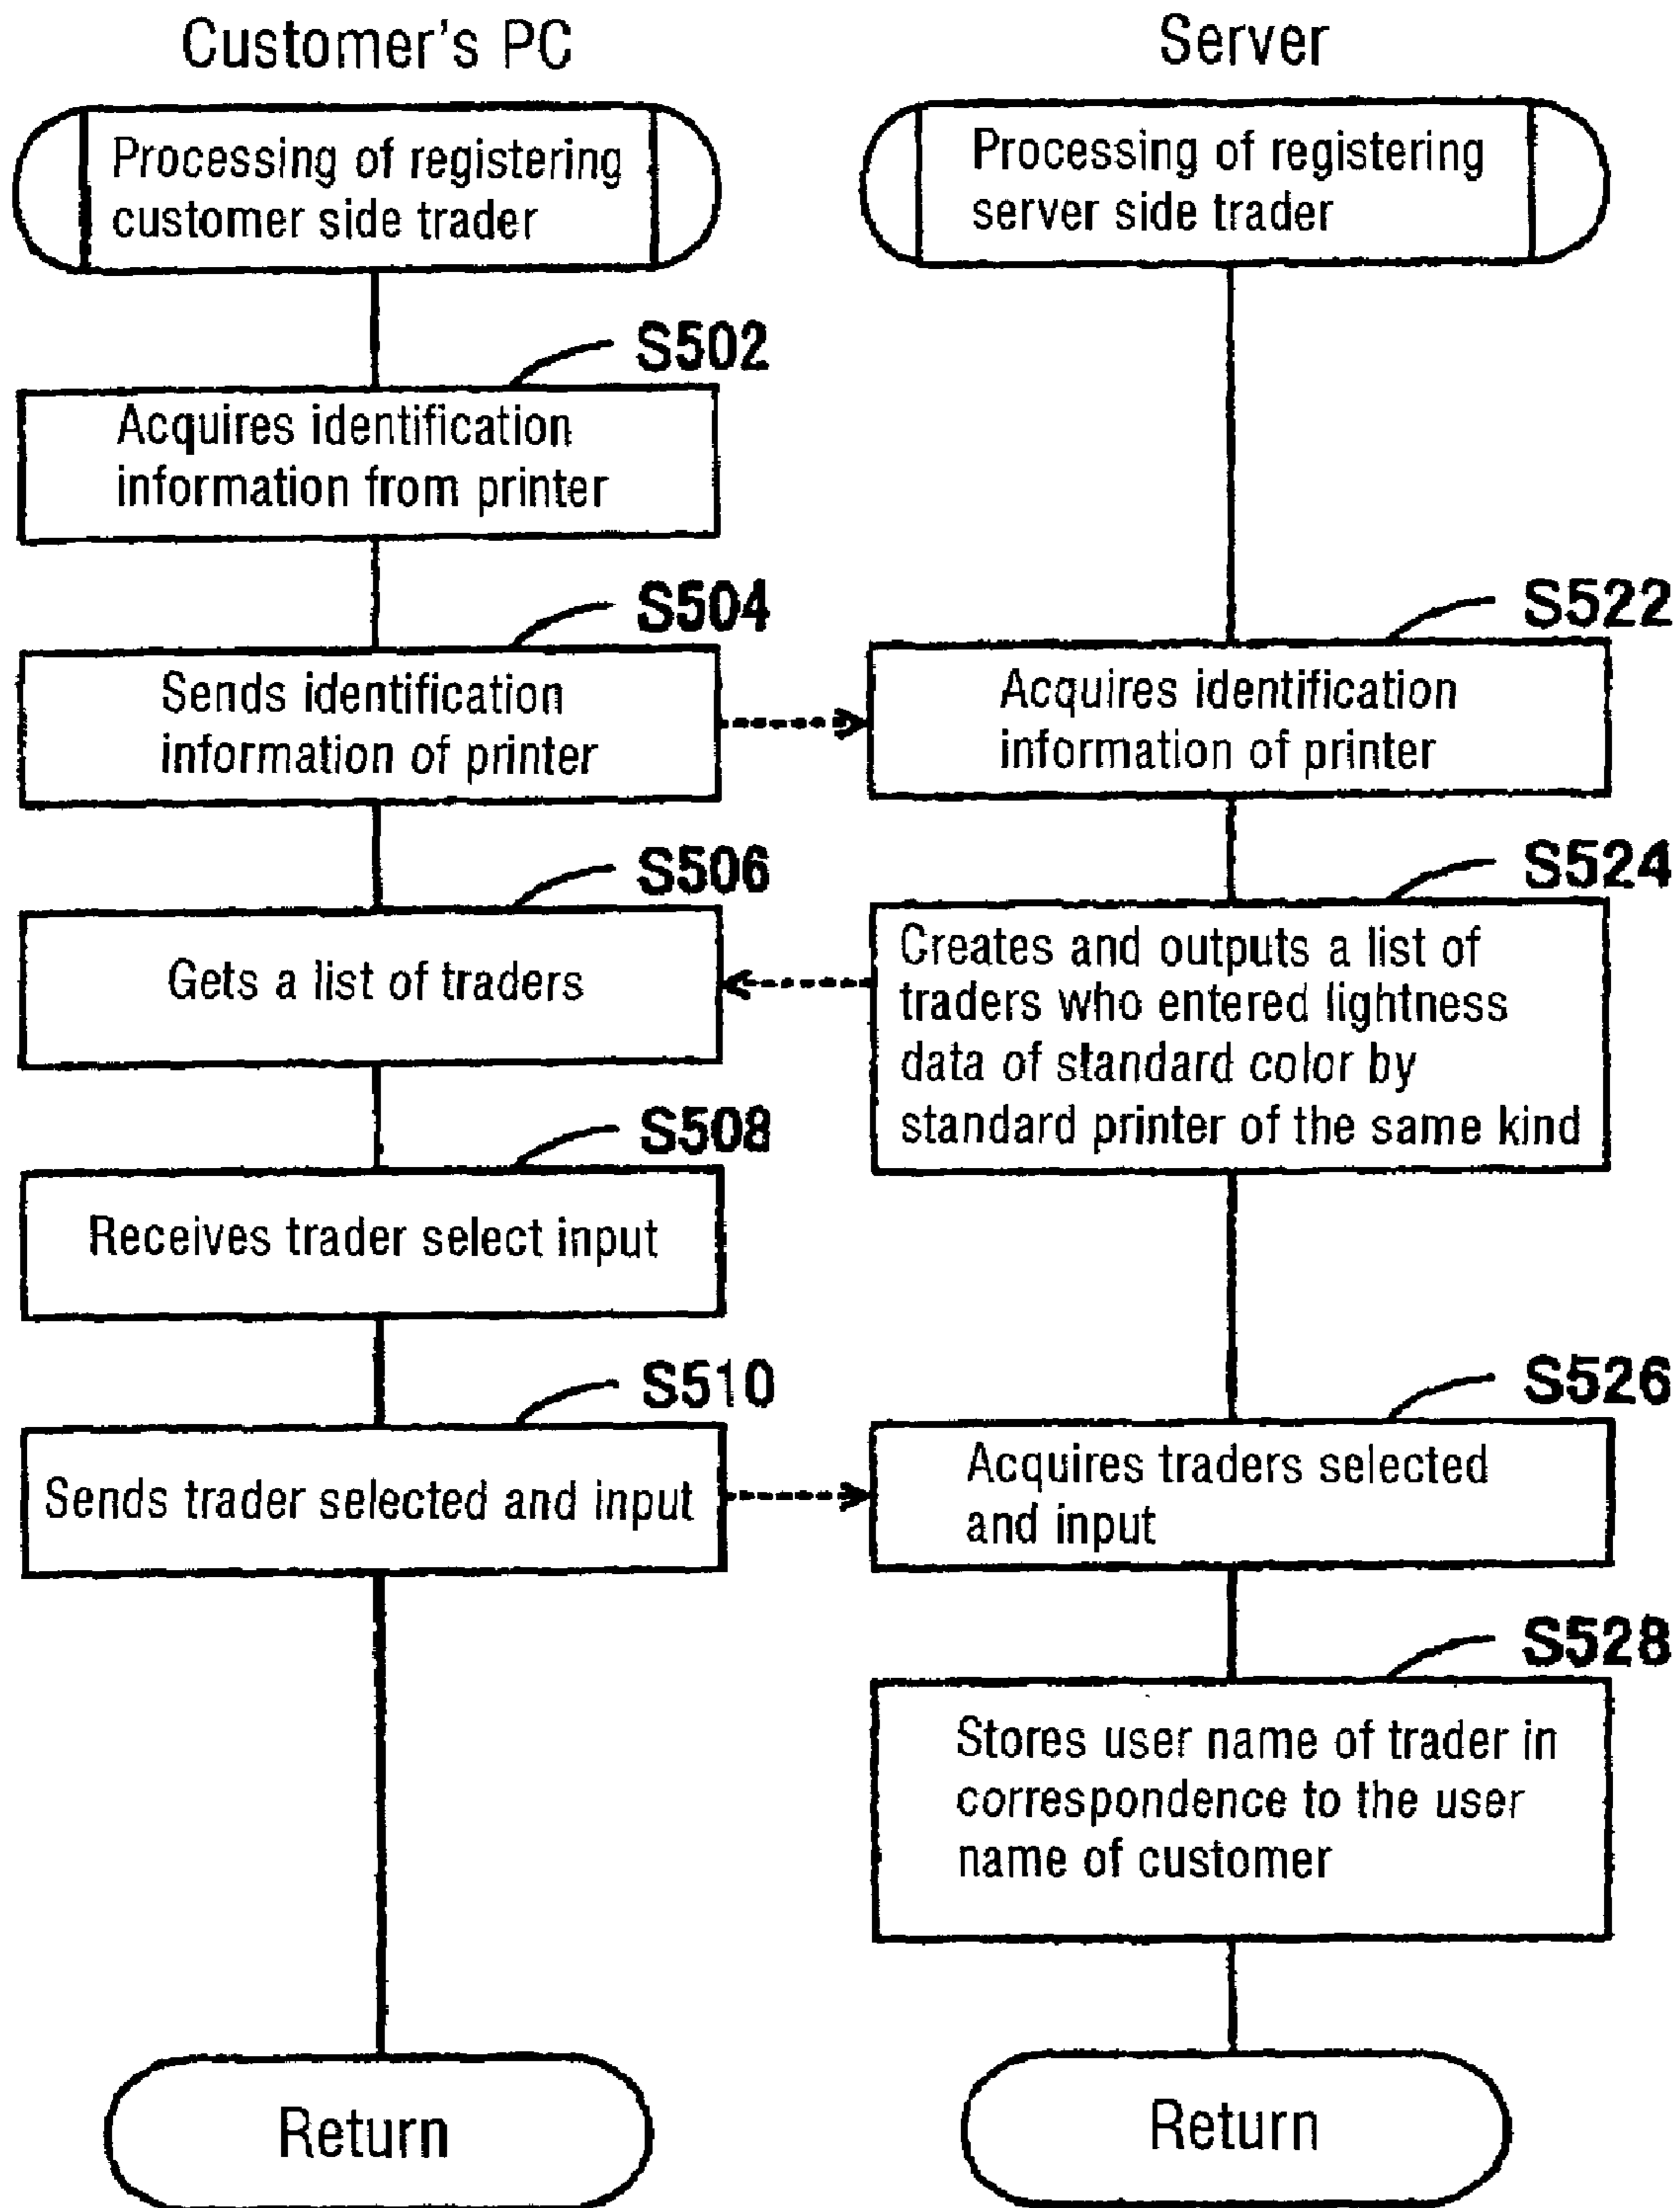 Customer's PC
Server
Processing of registering
customer side trader
Processing of registering
server side trader
S502
Acquires identification
information from printer
S504
Sends identification
information of printer
S522
Acquires identification
information of printer
S506
Gets a list of traders
S524
Creates and outputs a list of
traders who entered lightness
data of standard color by
standard printer of the same kind
S508
Receives trader select input
S510
Sends trader selected and input
S526
Acquires traders selected
and input
S528
Stores user name of trader in
correspondence to the user
name of customer
Return
Return